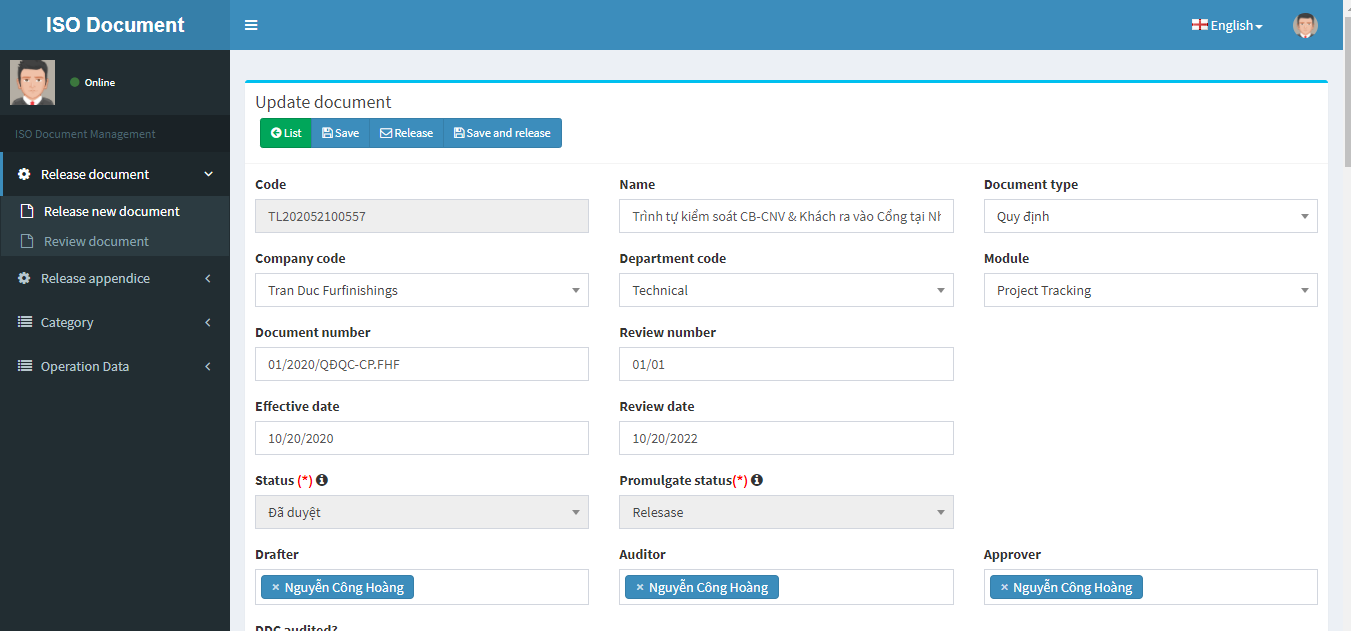 ISO Document
English
Online
ISO Document Management
Release document
Release new document
Review document
Release appendice
Category
Operation Data
Update document
List Save Release Save and release
Code Name Document type
TL202052100557 Trình tự kiểm soát CB-CNV & Khách ra vào Cổng tại Nh Quy định
Company code Department code Module
Tran Duc Furfinishings Technical Project Tracking
Document number Review number
01/2020/QĐQC-CP.FHF 01/01
Effective date Review date
10/20/2020 10/20/2022
Status (*) Promulgate status(*)
Đã duyệt Relesase
Drafter Auditor Approver
× Nguyễn Công Hoàng × Nguyễn Công Hoàng × Nguyễn Công Hoàng
DDC audited?